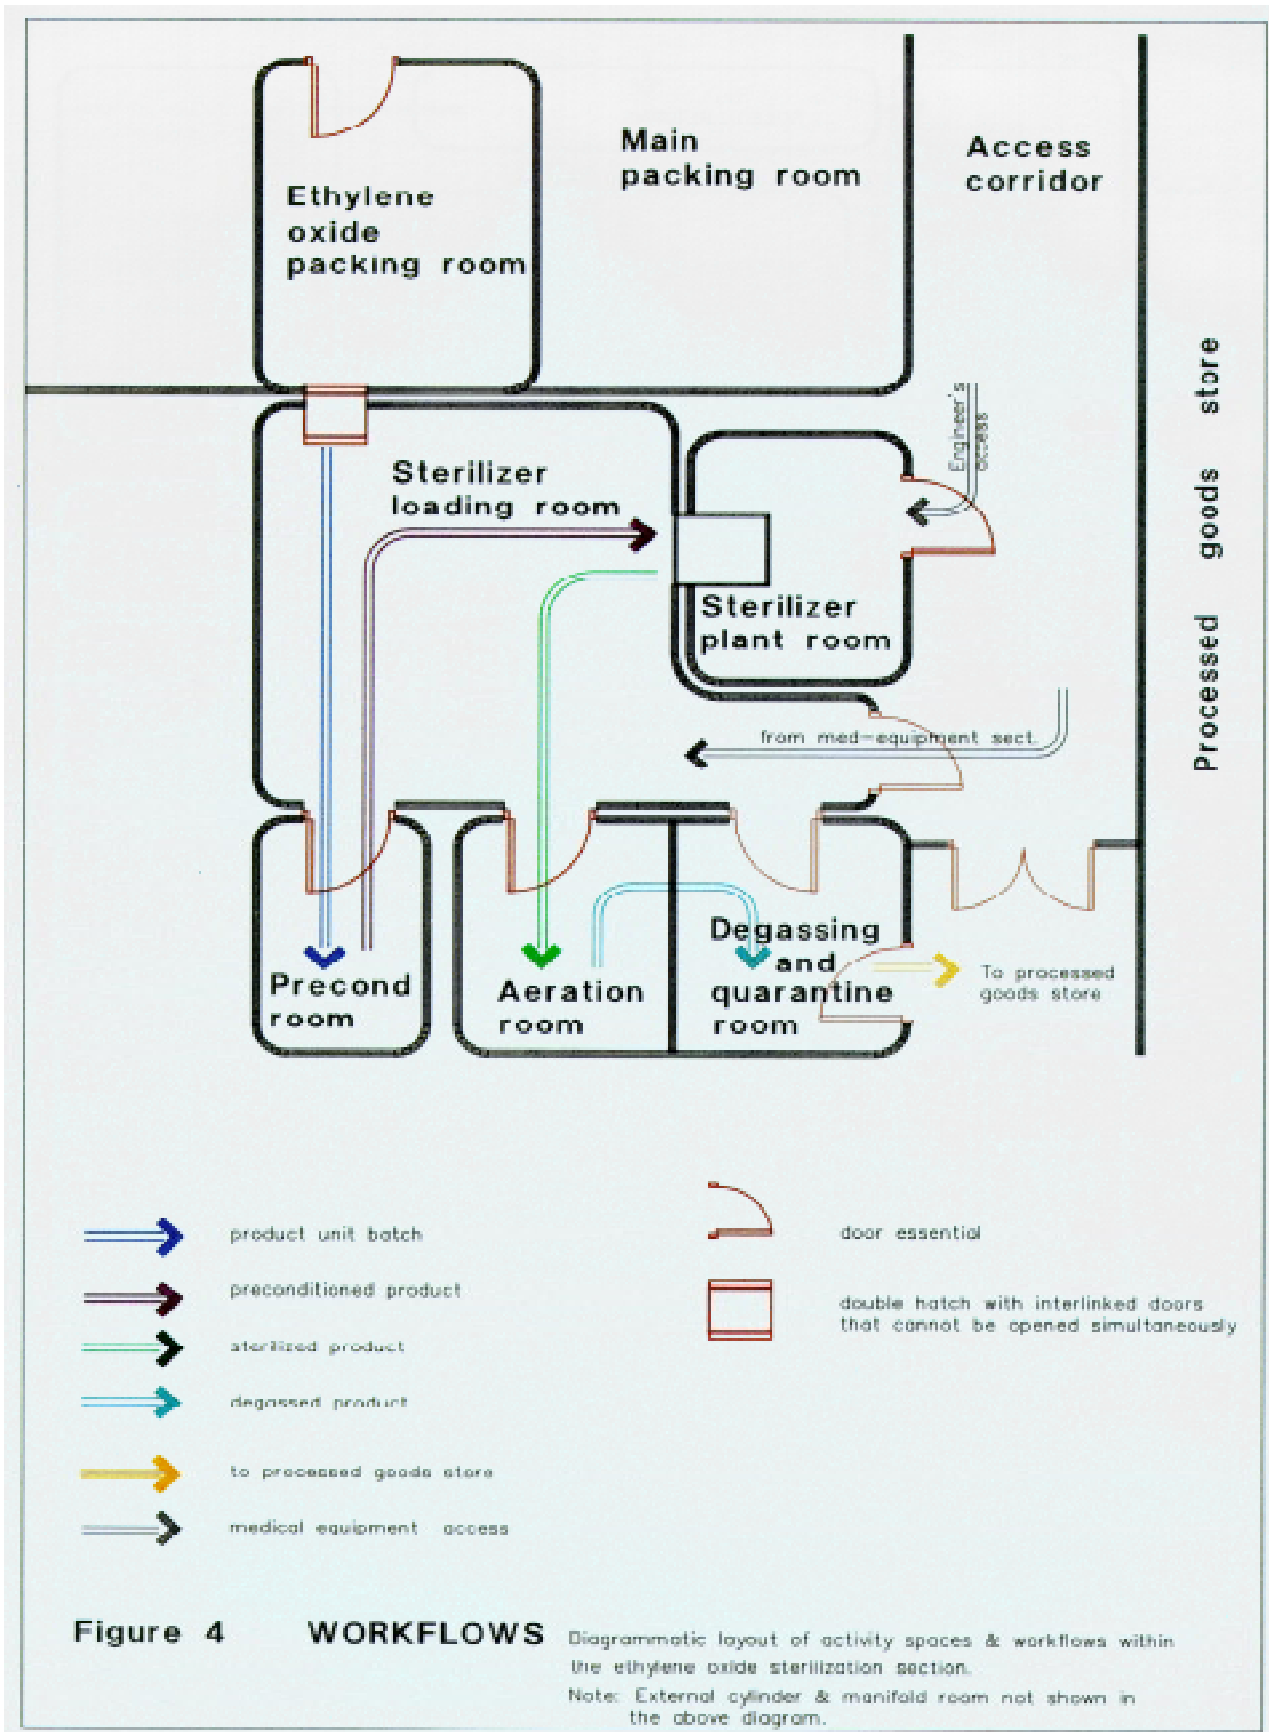 Main
packing room
Access
corridor
Ethylene
oxide
packing room
Processed goods store
Engineer's
access
Sterilizer
loading room
Sterilizer
plant room
from med-equipment sect.
Degassing
and
quarantine
room
To processed
goods store
Precond
room
Aeration
room
product unit batch
preconditioned product
sterilized product
degassed product
to processed goods store
medical equipment access
door essential
double hatch with interlinked doors
that cannot be opened simultaneously
Figure 4 WORKFLOWS
Diagrammatic layout of activity spaces & workflows within
the ethylene oxide sterilization section.
Note: External cylinder & manifold room not shown in
the above diagram.